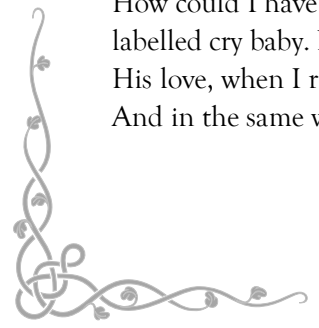 How could I have
labelled cry baby.
His love, when I
And in the same